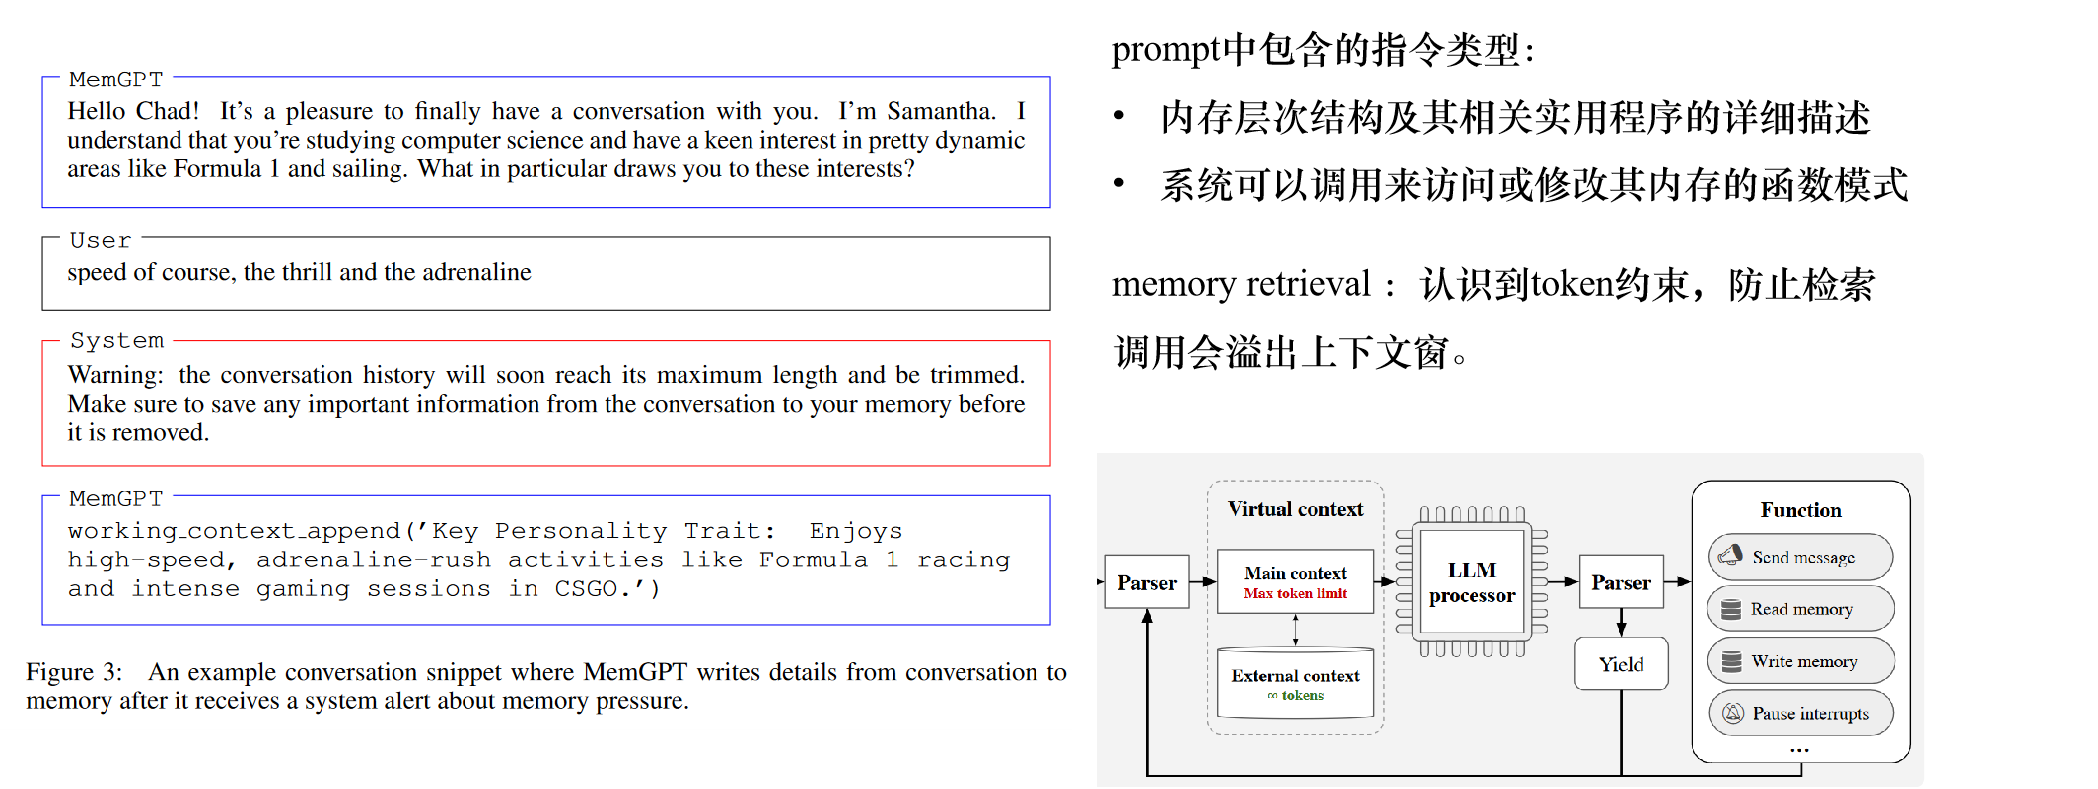 MemGPT
Hello Chad! It's a pleasure to finally have a conversation with you. I'm Samantha. I
understand that you're studying computer science and have a keen interest in pretty dynamic
areas like Formula 1 and sailing. What in particular draws you to these interests?
User
speed of course, the thrill and the adrenaline
System
Warning: the conversation history will soon reach its maximum length and be trimmed.
Make sure to save any important information from the conversation to your memory before
it is removed.
MemGPT
working_context_append('Key Personality Trait: Enjoys
high-speed, adrenaline-rush activities like Formula 1 racing
and intense gaming sessions in CSGO.')
Figure 3: An example conversation snippet where MemGPT writes details from conversation to
memory after it receives a system alert about memory pressure.
prompt中包含的指令类型：
• 内存层次结构及其相关实用程序的详细描述
• 系统可以调用来访问或修改其内存的函数模式
memory retrieval ：认识到token约束，防止检索
调用会溢出上下文窗。
Parser
Virtual context
Main context
Max token limit
External context
∞ tokens
LLM
processor
Parser
Yield
Function
Send message
Read memory
Write memory
Pause interrupts
...